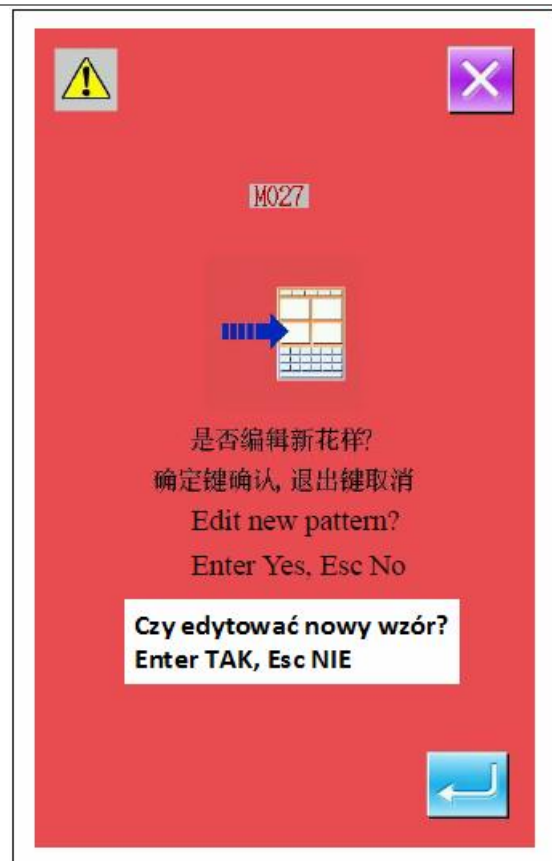 M027
是否编辑新花样?
确定键确认, 退出键取消
Edit new pattern?
Enter Yes, Esc No
Czy edytować nowy wzór?
Enter TAK, Esc NIE